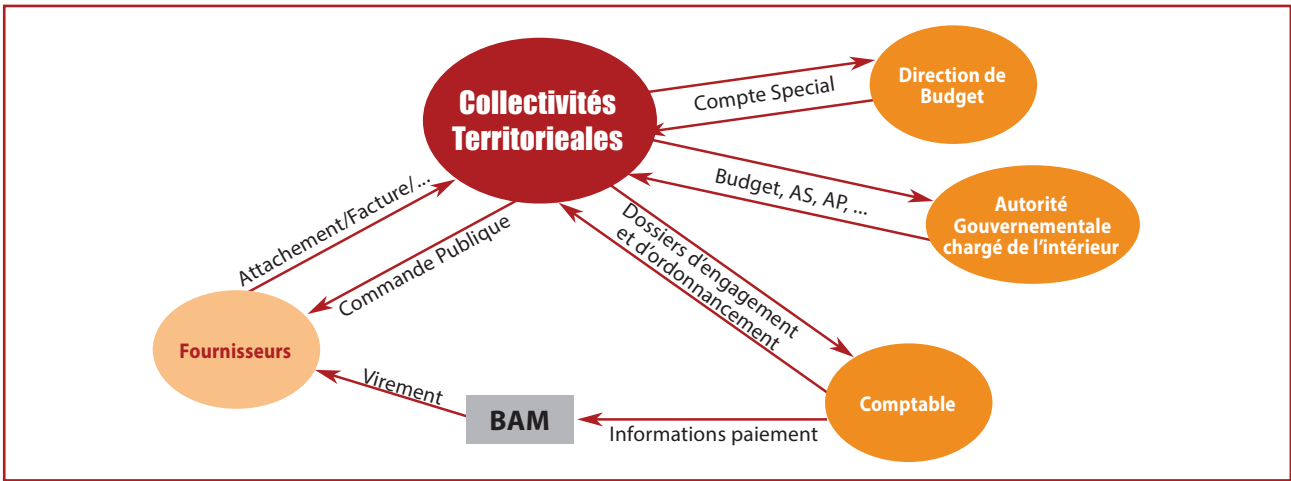 Collectivités
Territorieales
Direction de
Budget
Compte Special
Budget, AS, AP, ...
Autorité
Gouvernementale
chargé de l'intérieur
Attachement/Facture/...
Commande Publique
Dossiers d'engagement
et d'ordonnancement
Fournisseurs
Virement
BAM
Informations paiement
Comptable